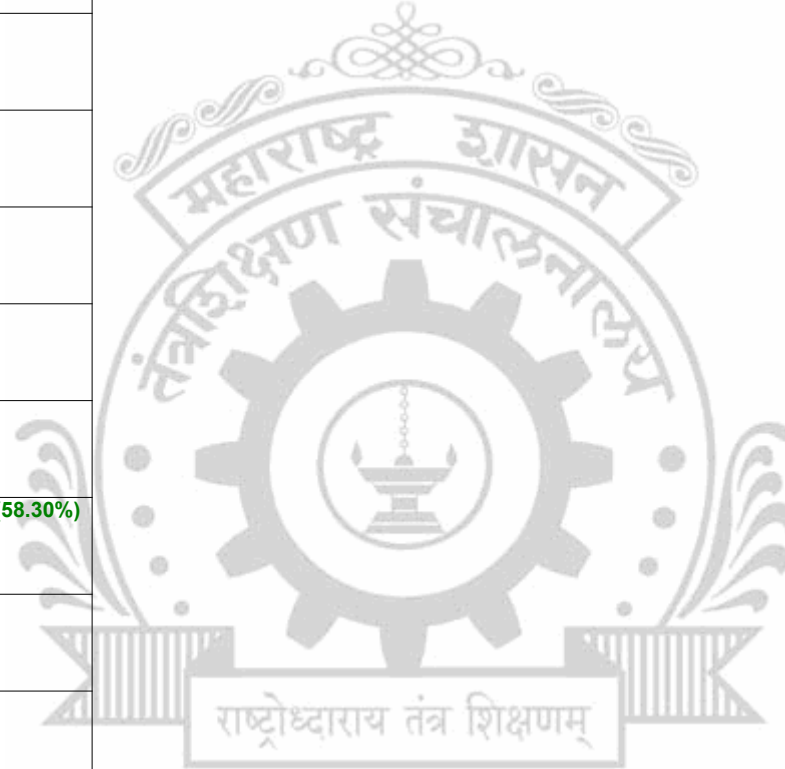 महाराष्ट्र शासन
तंत्रशिक्षण संचालनालय
58.30%)
राष्ट्रोध्दाराय तंत्र शिक्षणम्